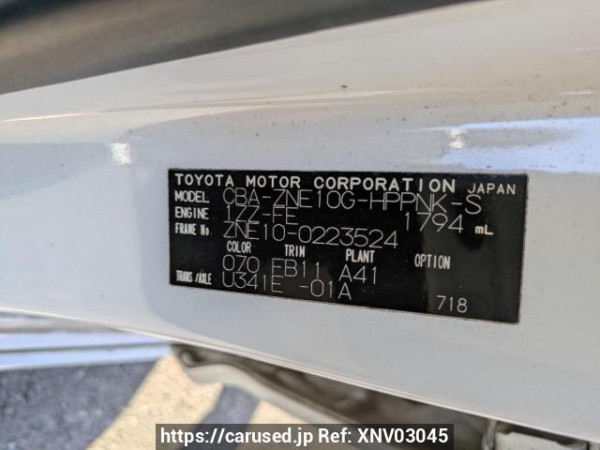 TOYOTA MOTOR CORPORATION JAPAN
MODEL CBA-ZNE10G-HPPNK-S
ENGINE 1ZZ-FE 1794 mL
FRAME No. ZNE10-0223524
COLOR TRIM PLANT OPTION
070 FB11 A41
TRANS/AXLE U341E -01A
718
https://carused.jp Ref: XNV03045